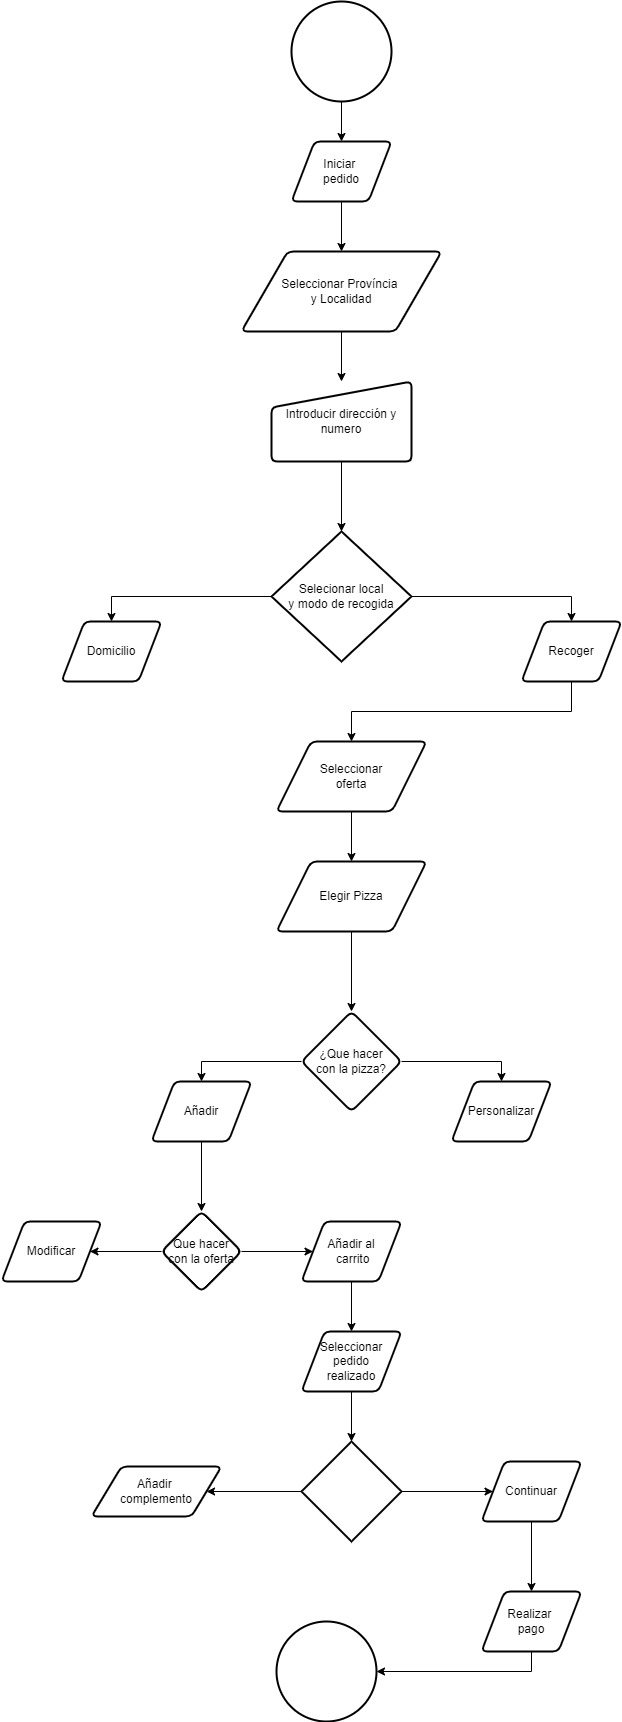 Iniciar
pedido
Seleccionar Província
y Localidad
Introducir dirección y
numero
Selecionar local
y modo de recogida
Domicilio
Recoger
Seleccionar
oferta
Elegir Pizza
¿Que hacer
con la pizza?
Añadir
Personalizar
Modificar
Que hacer
con la oferta
Añadir al
carrito
Seleccionar
pedido
realizado
Añadir
complemento
Continuar
Realizar
pago